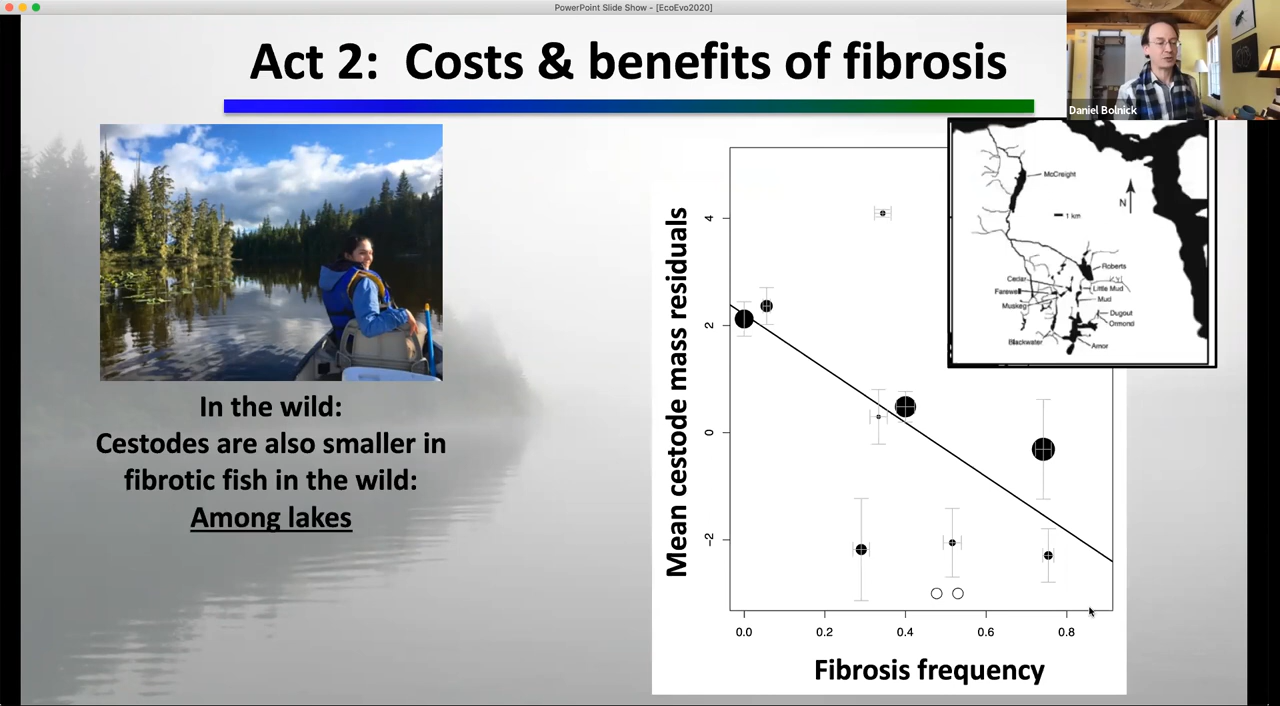 PowerPoint Slide Show - [EcoEvo2020]
Act 2: Costs & benefits of fibrosis
Daniel Bolnick
McCreight
N
1 km
Roberts
Cedar
Little Mud
Farewell
Mud
Muskeg
Dugout
Ormond
Blackwater
Amor
In the wild:
Cestodes are also smaller in
fibrotic fish in the wild:
Among lakes
Mean cestode mass residuals
4
2
0
-2
0.0 0.2 0.4 0.6 0.8
Fibrosis frequency